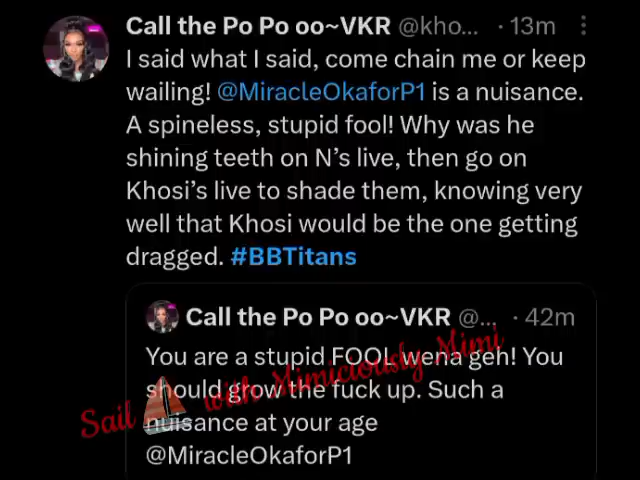 Call the Po Po oo~VKR @kho... · 13m
I said what I said, come chain me or keep
wailing! @MiracleOkaforP1 is a nuisance.
A spineless, stupid fool! Why was he
shining teeth on N's live, then go on
Khosi's live to shade them, knowing very
well that Khosi would be the one getting
dragged. #BBTitans
Call the Po Po oo~VKR @... · 42m
You are a stupid FOOL wena geh! You
should grow the fuck up. Such a
nuisance at your age
@MiracleOkaforP1
Sail with Mimiciously Mimi